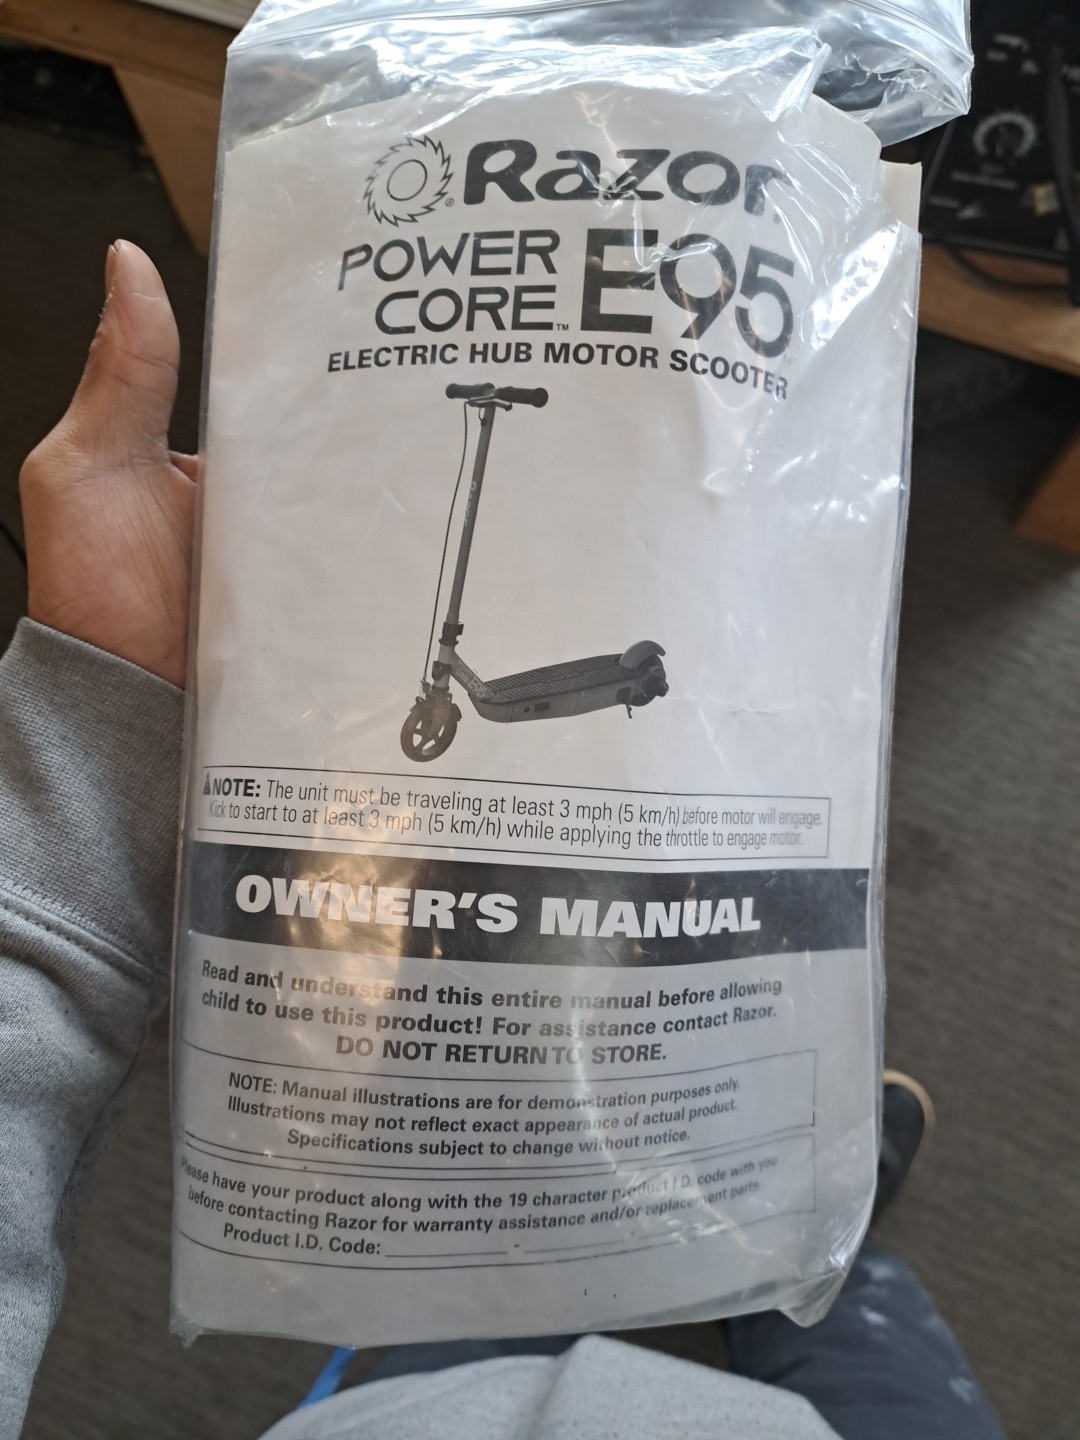 Razor®
POWER
CORE™ E95
ELECTRIC HUB MOTOR SCOOTER
E95
NOTE: The unit must be traveling at least 3 mph (5 km/h) before motor will engage.
Kick to start to at least 3 mph (5 km/h) while applying the throttle to engage motor.
OWNER'S MANUAL
Read and understand this entire manual before allowing
child to use this product! For assistance contact Razor.
DO NOT RETURN TO STORE.
NOTE: Manual illustrations are for demonstration purposes only.
Illustrations may not reflect exact appearance of actual product.
Specifications subject to change without notice.
Please have your product along with the 19 character product I.D. code with you
before contacting Razor for warranty assistance and/or replacement parts.
Product I.D. Code: ____________ - ____________